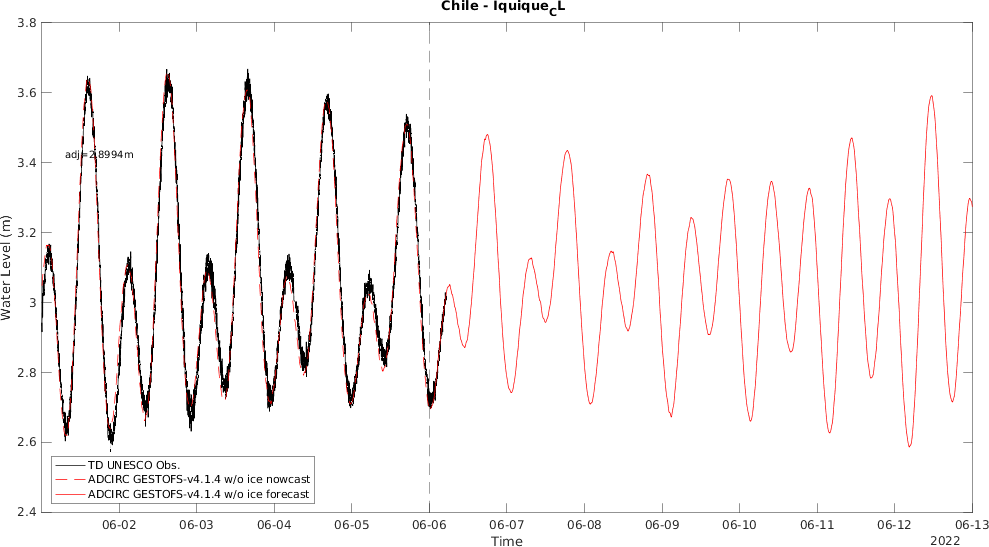 Chile - Iquique_CL
3.8
3.6
3.4
3.2
3
2.8
2.6
2.4
Water Level (m)
adj=2.8994m
TD UNESCO Obs.
ADCIRC GESTOFS-v4.1.4 w/o ice nowcast
ADCIRC GESTOFS-v4.1.4 w/o ice forecast
06-02 06-03 06-04 06-05 06-06 06-07 06-08 06-09 06-10 06-11 06-12 06-13
Time
2022